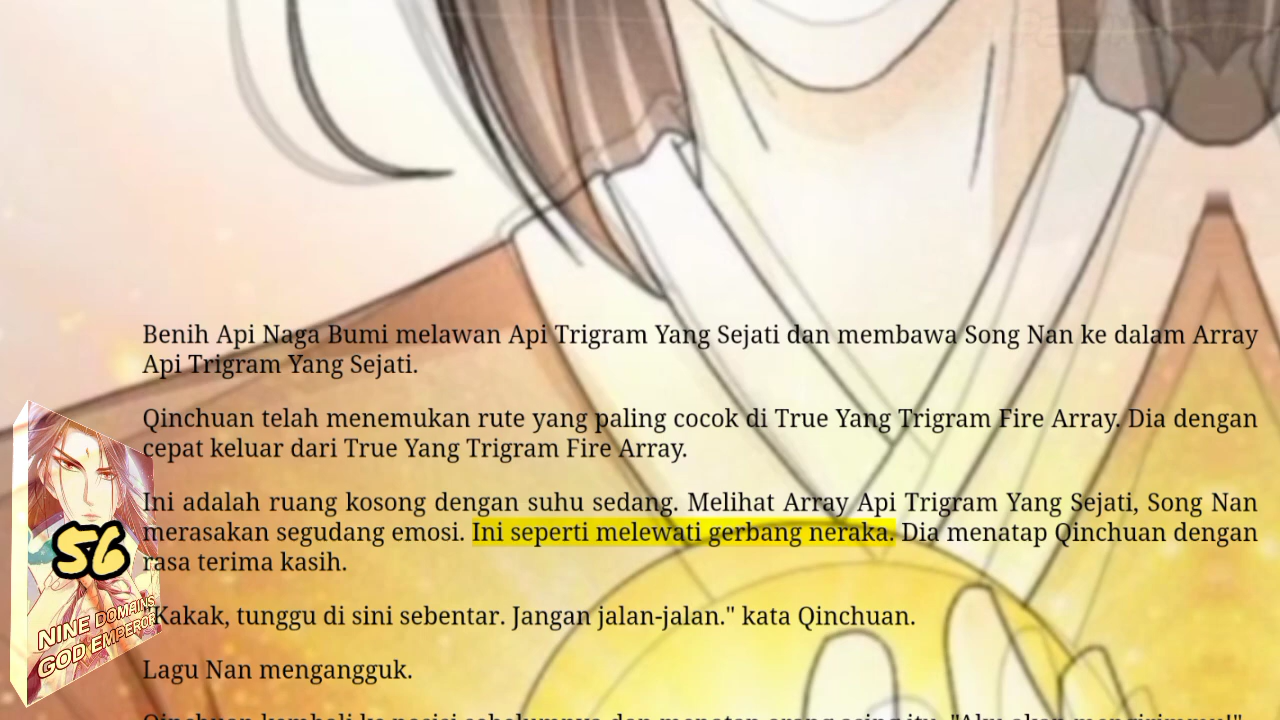 Benih Api Naga Bumi melawan Api Trigram Yang Sejati dan membawa Song Nan ke dalam Array
Api Trigram Yang Sejati.
Qinchuan telah menemukan rute yang paling cocok di True Yang Trigram Fire Array. Dia dengan
cepat keluar dari True Yang Trigram Fire Array.
Ini adalah ruang kosong dengan suhu sedang. Melihat Array Api Trigram Yang Sejati, Song Nan
merasakan segudang emosi. Ini seperti melewati gerbang neraka. Dia menatap Qinchuan dengan
rasa terima kasih.
"Kakak, tunggu di sini sebentar. Jangan jalan-jalan." kata Qinchuan.
Lagu Nan mengangguk.
56
NINE DOMAINS
GOD EMPEROR